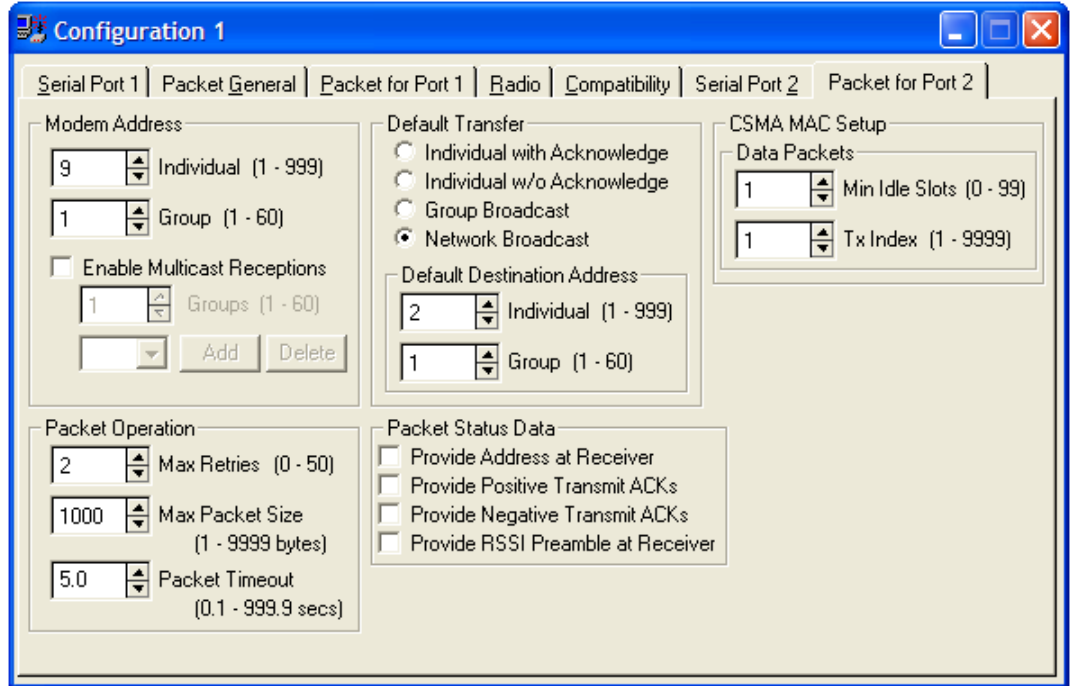 Configuration 1
Serial Port 1 Packet General Packet for Port 1 Radio Compatibility Serial Port 2 Packet for Port 2
Modem Address
9 Individual (1 - 999)
1 Group (1 - 60)
Enable Multicast Receptions
1 Groups (1 - 60)
Add Delete
Default Transfer
Individual with Acknowledge
Individual w/o Acknowledge
Group Broadcast
Network Broadcast
Default Destination Address
2 Individual (1 - 999)
1 Group (1 - 60)
CSMA MAC Setup
Data Packets
1 Min Idle Slots (0 - 99)
1 Tx Index (1 - 9999)
Packet Operation
2 Max Retries (0 - 50)
1000 Max Packet Size
(1 - 9999 bytes)
5.0 Packet Timeout
(0.1 - 999.9 secs)
Packet Status Data
Provide Address at Receiver
Provide Positive Transmit ACKs
Provide Negative Transmit ACKs
Provide RSSI Preamble at Receiver